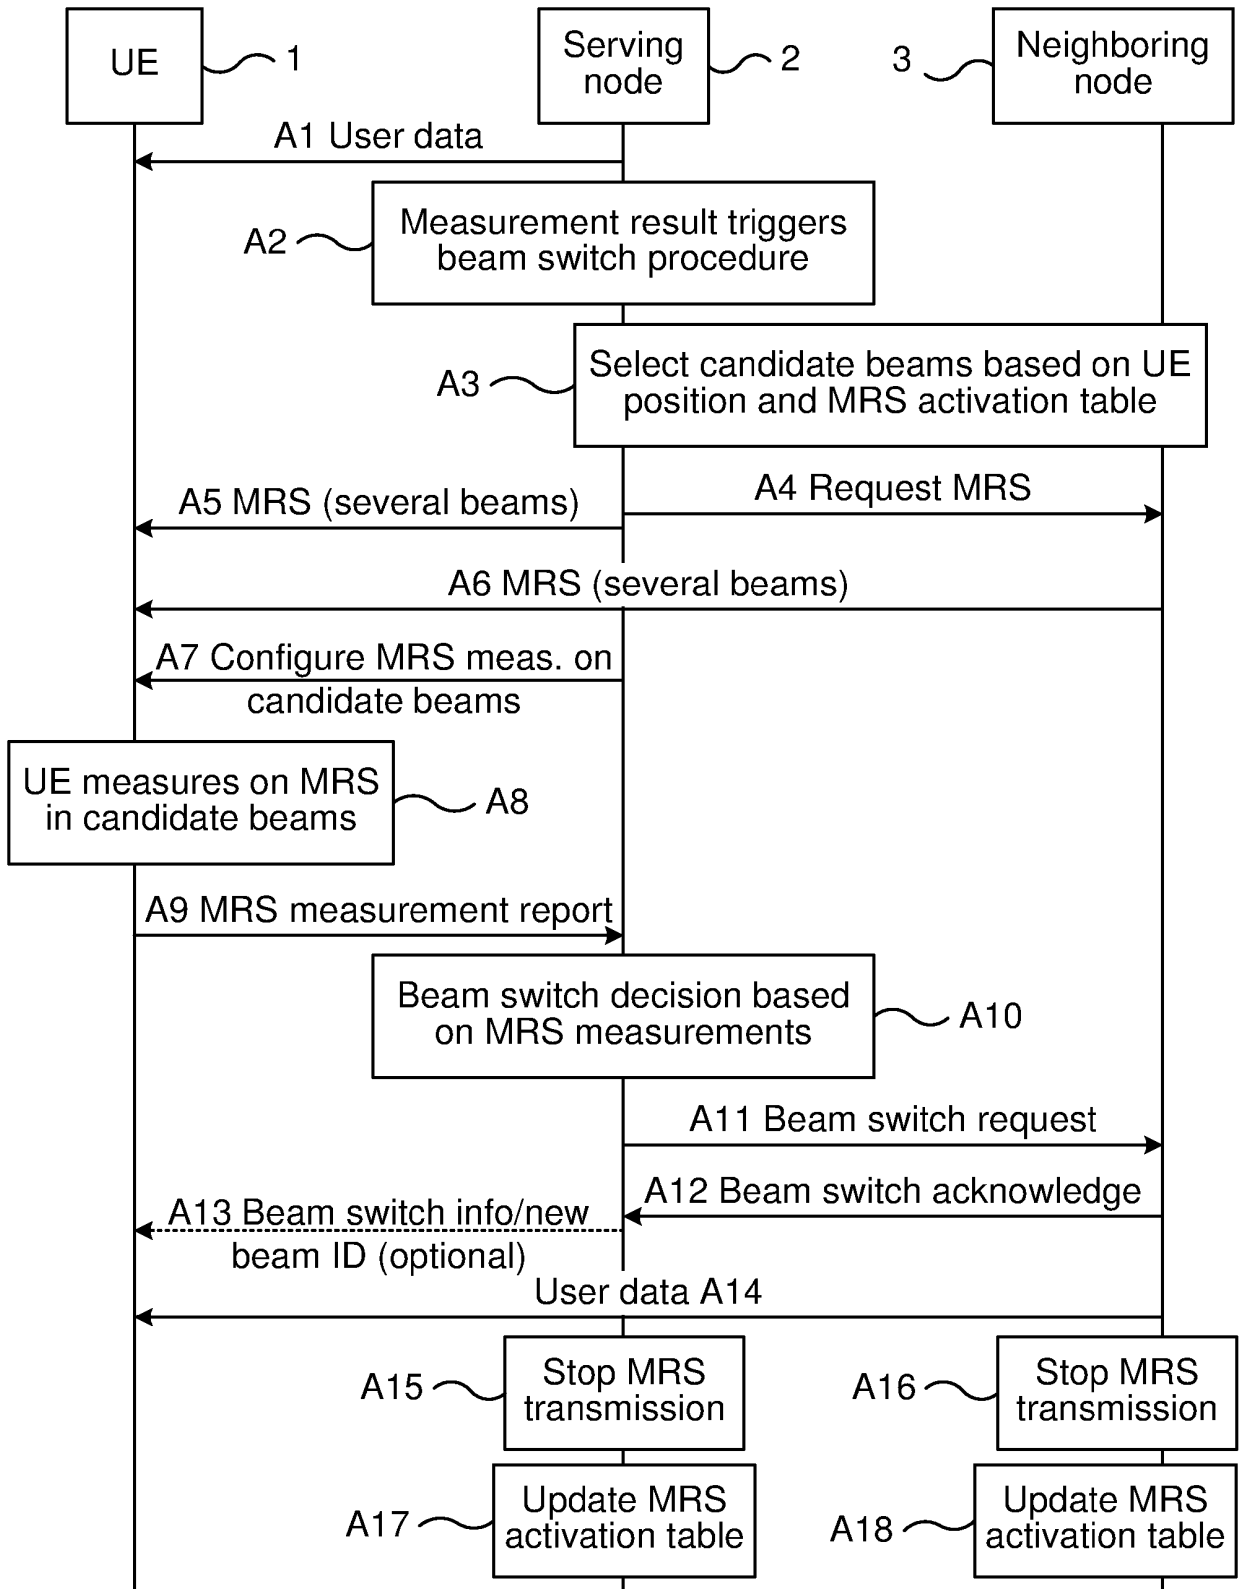 UE
1
Serving
node
2
3
Neighboring
node
A1 User data
A2
Measurement result triggers
beam switch procedure
A3
Select candidate beams based on UE
position and MRS activation table
A4 Request MRS
A5 MRS (several beams)
A6 MRS (several beams)
A7 Configure MRS meas. on
candidate beams
UE measures on MRS
in candidate beams
A8
A9 MRS measurement report
Beam switch decision based
on MRS measurements
A10
A11 Beam switch request
A12 Beam switch acknowledge
A13 Beam switch info/new
beam ID (optional)
User data A14
A15
Stop MRS
transmission
A16
Stop MRS
transmission
A17
Update MRS
activation table
A18
Update MRS
activation table